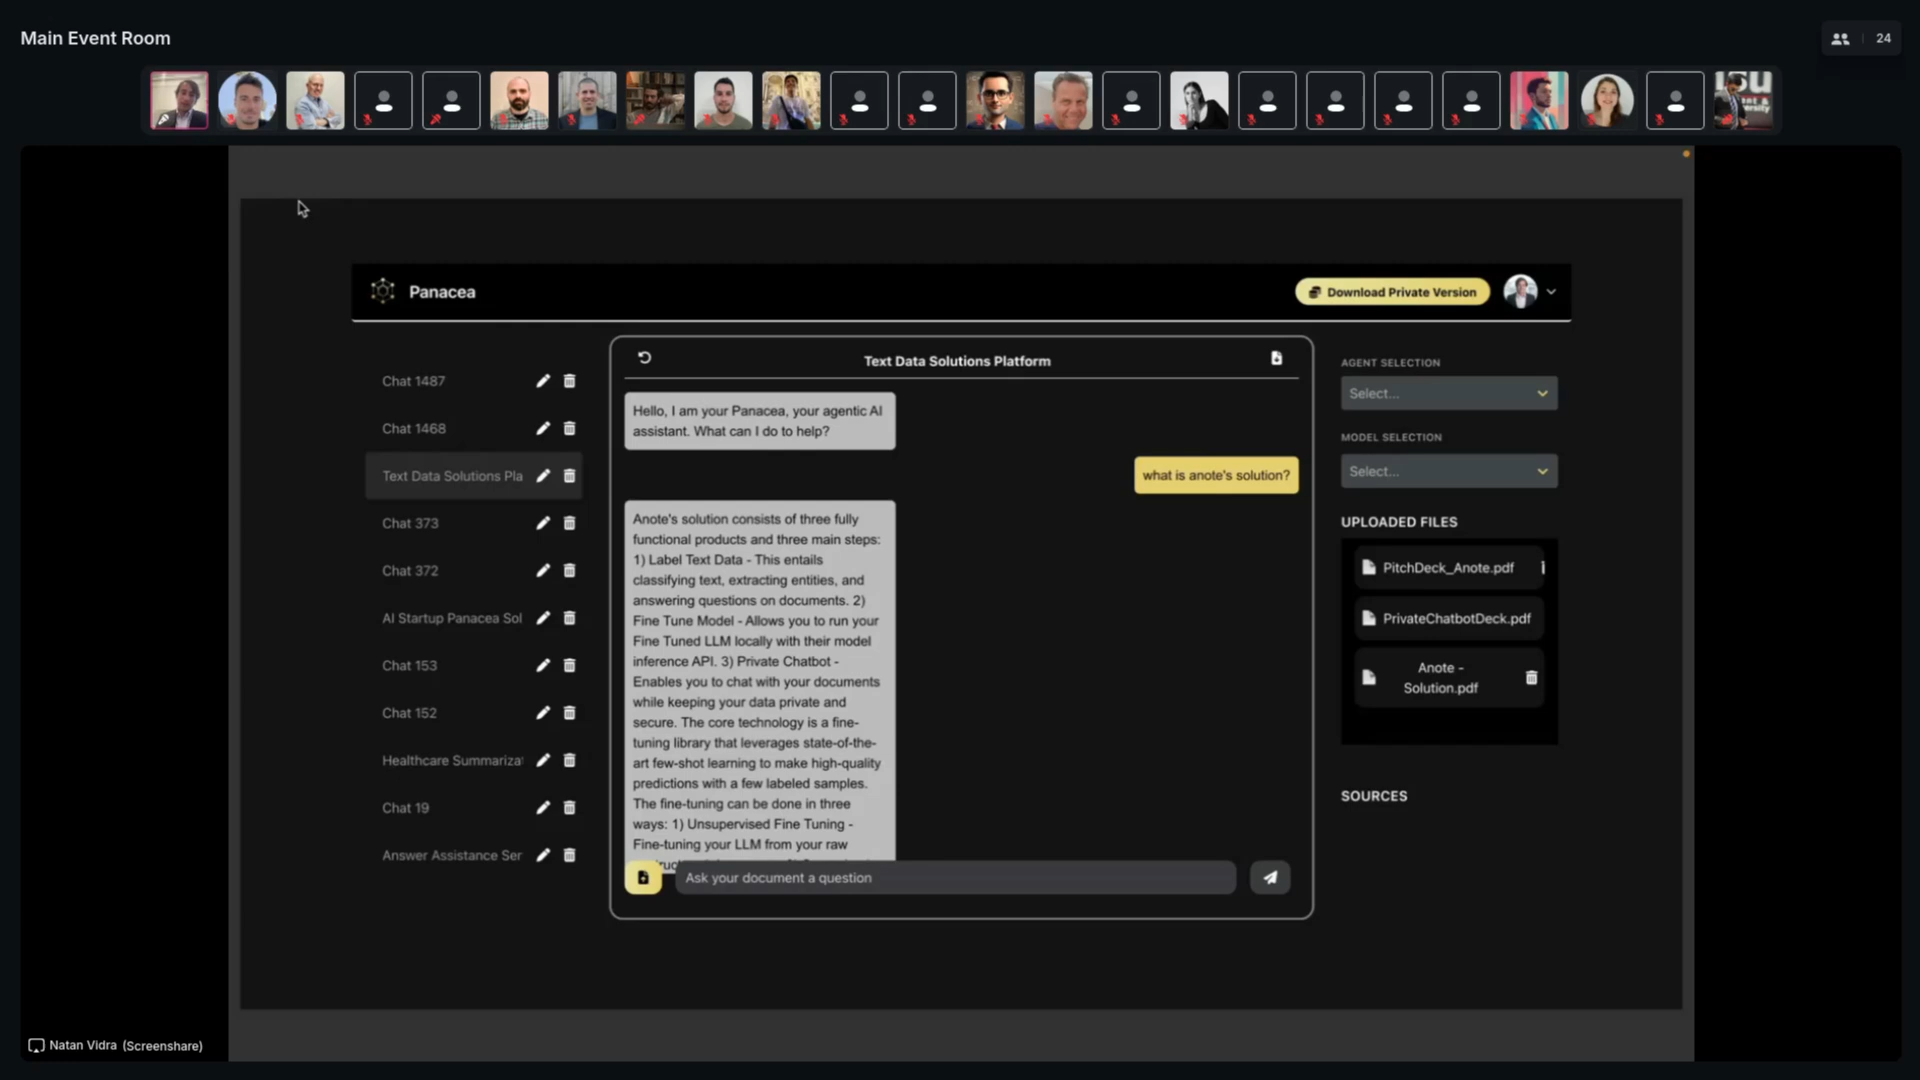 Main Event Room
24
Panacea
Download Private Version
Chat 1487
Chat 1468
Text Data Solutions Pla
Chat 373
Chat 372
AI Startup Panacea Sol
Chat 153
Chat 152
Healthcare Summariza
Chat 19
Answer Assistance Ser
Text Data Solutions Platform
Hello, I am your Panacea, your agentic AI
assistant. What can I do to help?
what is anote's solution?
Anote's solution consists of three fully
functional products and three main steps:
1) Label Text Data - This entails
classifying text, extracting entities, and
answering questions on documents. 2)
Fine Tune Model - Allows you to run your
Fine Tuned LLM locally with their model
inference API. 3) Private Chatbot -
Enables you to chat with your documents
while keeping your data private and
secure. The core technology is a fine-
tuning library that leverages state-of-the-
art few-shot learning to make high-quality
predictions with a few labeled samples.
The fine-tuning can be done in three
ways: 1) Unsupervised Fine Tuning -
Fine-tuning your LLM from your raw
Ask your document a question
AGENT SELECTION
Select...
MODEL SELECTION
Select...
UPLOADED FILES
PitchDeck_Anote.pdf
PrivateChatbotDeck.pdf
Anote -
Solution.pdf
SOURCES
Natan Vidra (Screenshare)